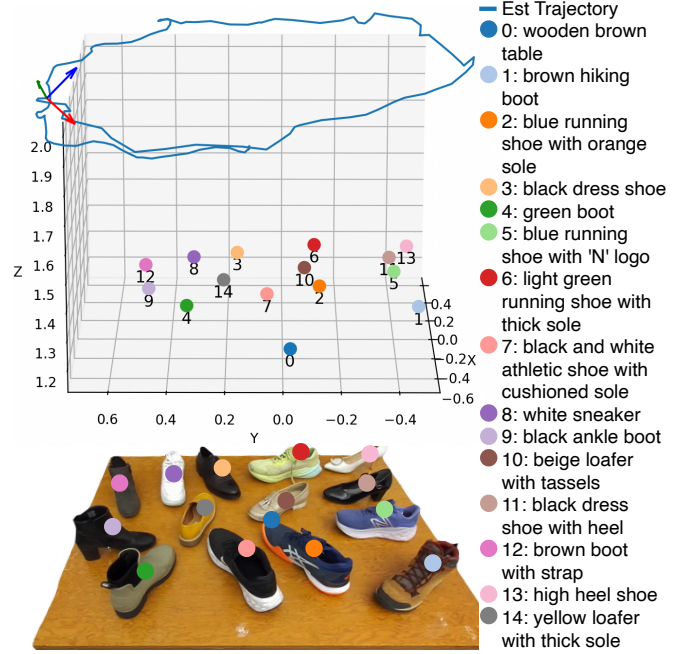 Est Trajectory
0: wooden brown
table
1: brown hiking
boot
2: blue running
shoe with orange
sole
3: black dress shoe
4: green boot
5: blue running
shoe with 'N' logo
6: light green
running shoe with
thick sole
7: black and white
athletic shoe with
cushioned sole
8: white sneaker
9: black ankle boot
10: beige loafer
with tassels
11: black dress
shoe with heel
12: brown boot
with strap
13: high heel shoe
14: yellow loafer
with thick sole
2.0
1.9
1.8
1.7
1.6
1.5
1.4
1.3
1.2
Z
0.6
0.4
0.2
0.0
−0.2
−0.4
Y
0.4
0.2
0.0
−0.2
−0.4
−0.6
X
12
8
3
6
13
9
14
10
5
4
7
2
1
0